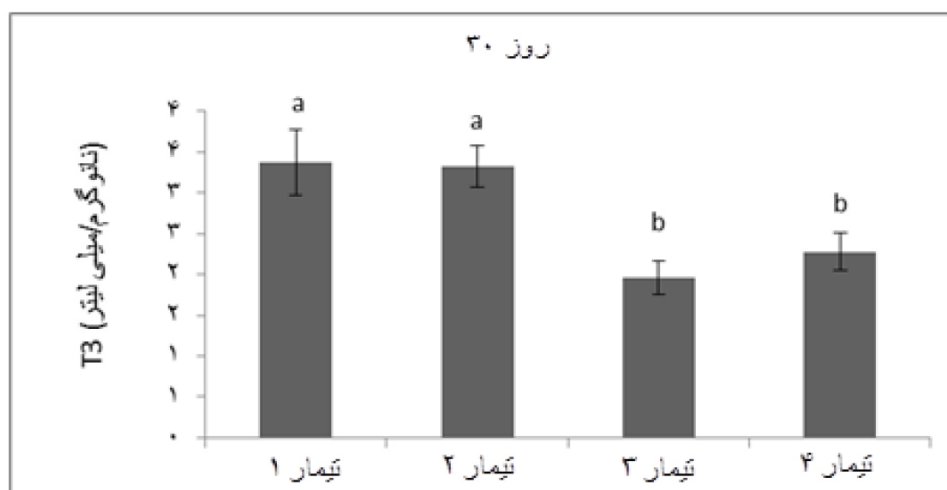 روز ۳۰
T3 (نانوگرم/میلی لیتر)
۴
۴
۳
۳
۲
۲
۱
۱
۰
a
a
b
b
تیمار ۱
تیمار ۲
تیمار ۳
تیمار ۴